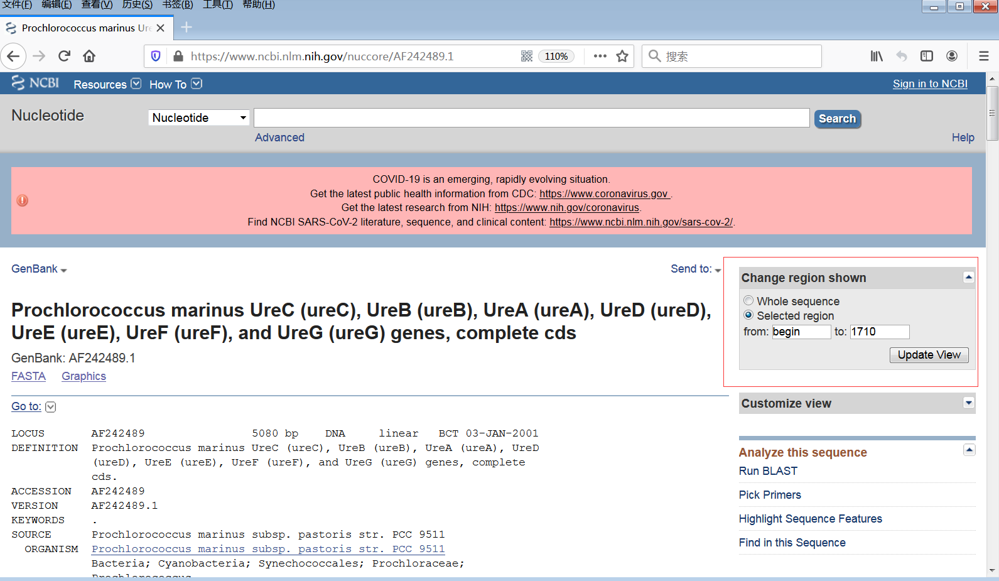 文件(F) 编辑(E) 查看(V) 历史(S) 书签(B) 工具(T) 帮助(H)
Prochlorococcus marinus Ure
https://www.ncbi.nlm.nih.gov/nuccore/AF242489.1 110% 搜索
NCBI Resources How To Sign in to NCBI
Nucleotide Nucleotide Search
Advanced Help
COVID-19 is an emerging, rapidly evolving situation.
Get the latest public health information from CDC: https://www.coronavirus.gov .
Get the latest research from NIH: https://www.nih.gov/coronavirus.
Find NCBI SARS-CoV-2 literature, sequence, and clinical content: https://www.ncbi.nlm.nih.gov/sars-cov-2/.
GenBank Send to:
Prochlorococcus marinus UreC (ureC), UreB (ureB), UreA (ureA), UreD (ureD),
UreE (ureE), UreF (ureF), and UreG (ureG) genes, complete cds
GenBank: AF242489.1
FASTA Graphics
Go to:
LOCUS AF242489 5080 bp DNA linear BCT 03-JAN-2001
DEFINITION Prochlorococcus marinus UreC (ureC), UreB (ureB), UreA (ureA), UreD
(ureD), UreE (ureE), UreF (ureF), and UreG (ureG) genes, complete
cds.
ACCESSION AF242489
VERSION AF242489.1
KEYWORDS .
SOURCE Prochlorococcus marinus subsp. pastoris str. PCC 9511
ORGANISM Prochlorococcus marinus subsp. pastoris str. PCC 9511
Bacteria; Cyanobacteria; Synechococcales; Prochloraceae;
Prochlorococcus
Change region shown
Whole sequence
Selected region
from: begin to: 1710
Update View
Customize view
Analyze this sequence
Run BLAST
Pick Primers
Highlight Sequence Features
Find in this Sequence